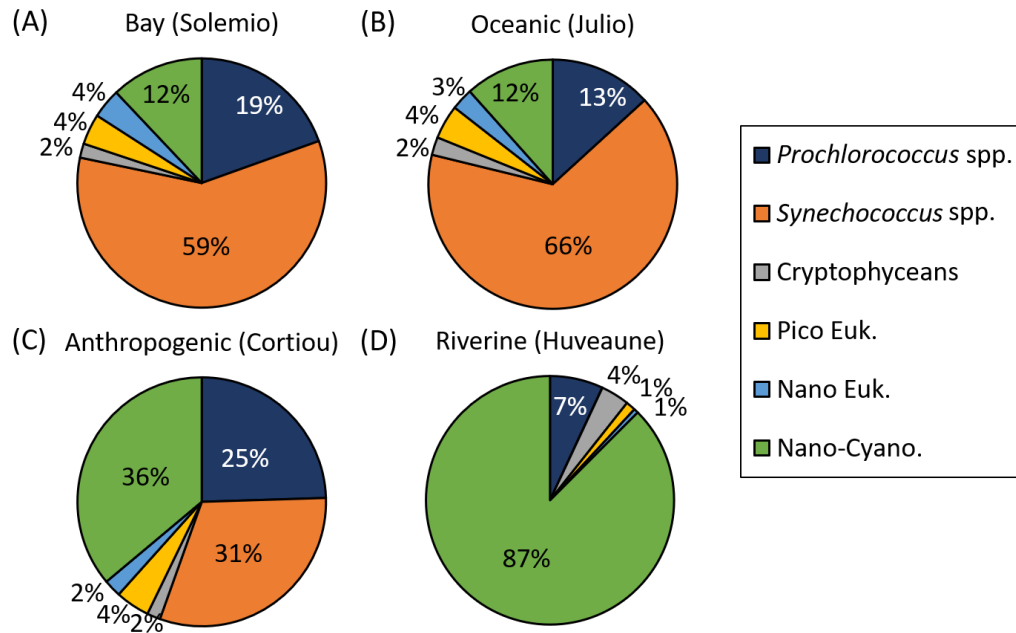 (A) Bay (Solemio)
4%
12%
19%
4%
2%
59%
(B) Oceanic (Julio)
3%
12%
13%
4%
2%
66%
(C) Anthropogenic (Cortiou)
36%
25%
31%
2%
4%
2%
(D) Riverine (Huveaune)
7%
4%
1%
1%
87%
Prochlorococcus spp.
Synechococcus spp.
Cryptophyceans
Pico Euk.
Nano Euk.
Nano-Cyano.